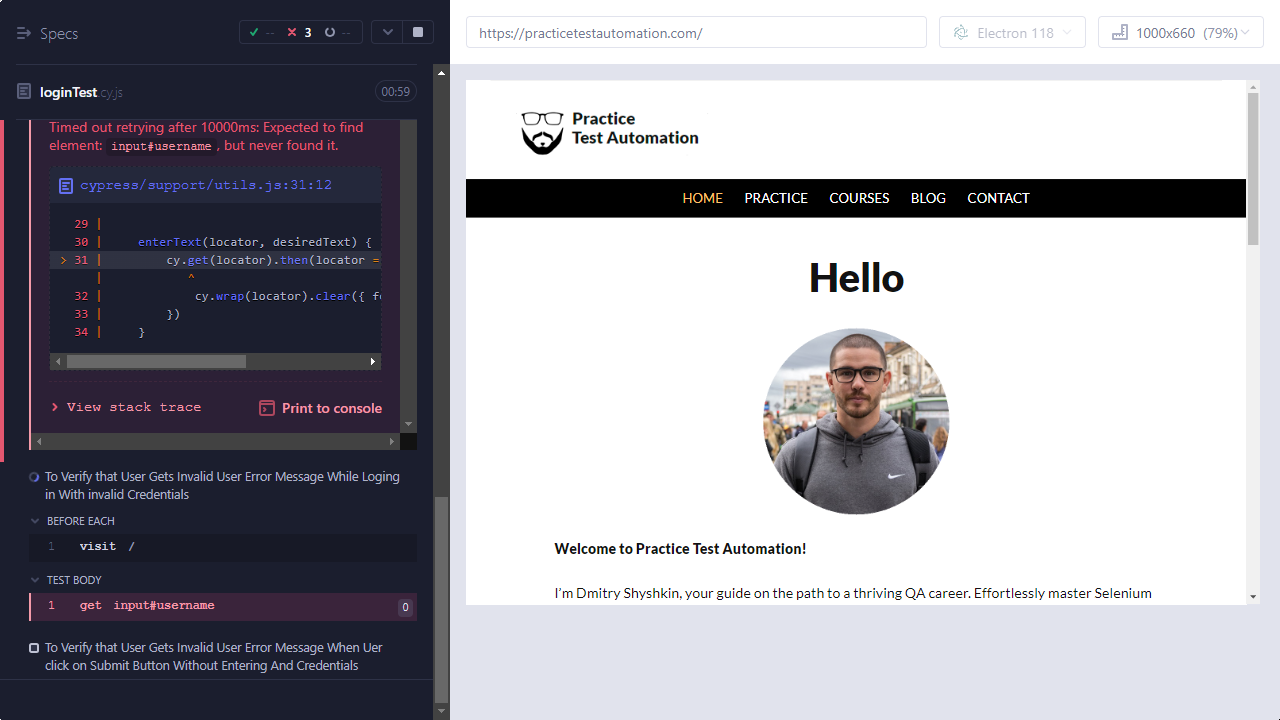 Specs
-- 3 --
https://practicetestautomation.com/
Electron 118
1000x660 (79%)
loginTest.cy.js
00:59
Timed out retrying after 10000ms: Expected to find
element: input#username, but never found it.
cypress/support/utils.js:31:12
29 |
30 | enterText(locator, desiredText) {
> 31 | cy.get(locator).then(locator =
| ^
32 | cy.wrap(locator).clear({ fo
33 | })
34 | }
View stack trace
Print to console
To Verify that User Gets Invalid User Error Message While Loging
in With invalid Credentials
BEFORE EACH
1 visit /
TEST BODY
1 get input#username 0
To Verify that User Gets Invalid User Error Message When Uer
click on Submit Button Without Entering And Credentials
Practice
Test Automation
HOME PRACTICE COURSES BLOG CONTACT
Hello
Welcome to Practice Test Automation!
I'm Dmitry Shyshkin, your guide on the path to a thriving QA career. Effortlessly master Selenium